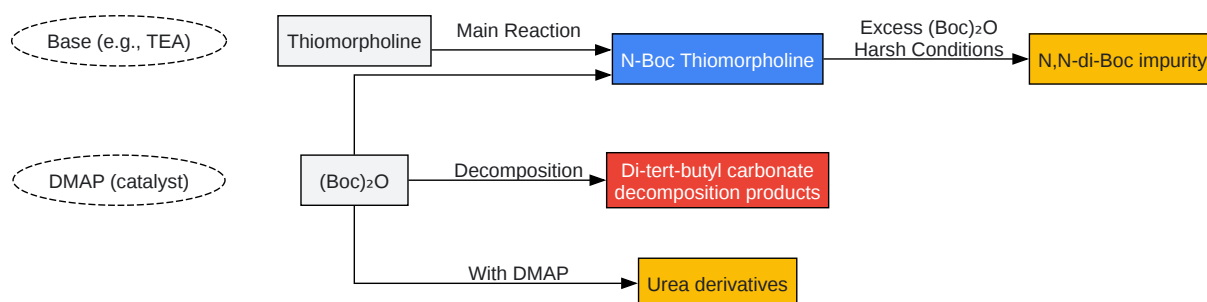 Base (e.g., TEA)
Thiomorpholine
Main Reaction
N-Boc Thiomorpholine
Excess (Boc)₂O
Harsh Conditions
N,N-di-Boc impurity
DMAP (catalyst)
(Boc)₂O
Decomposition
Di-tert-butyl carbonate
decomposition products
With DMAP
Urea derivatives